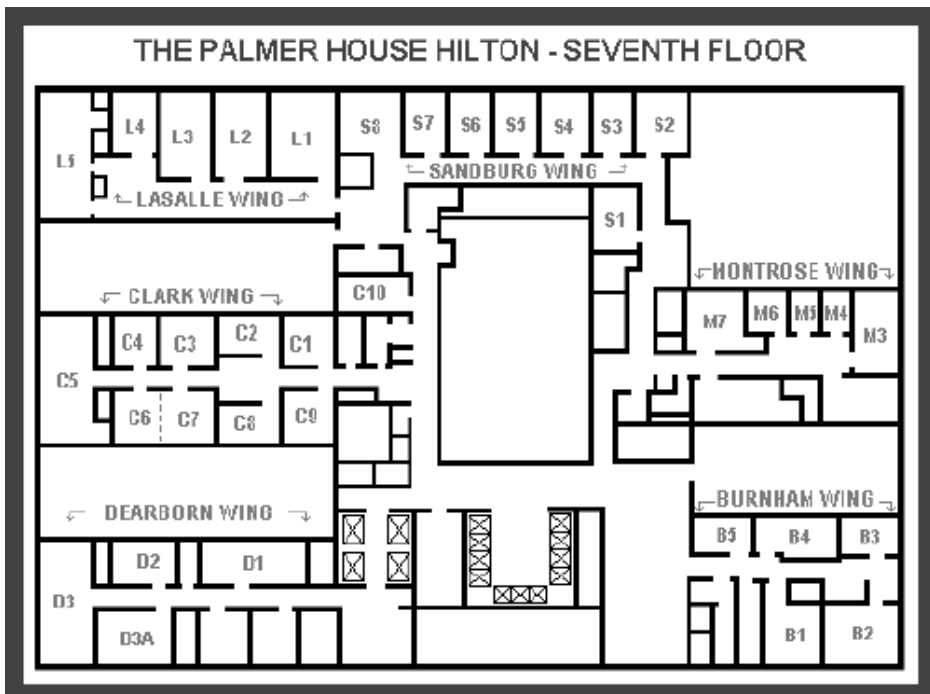 THE PALMER HOUSE HILTON - SEVENTH FLOOR
L5
L4
L3
L2
L1
S8
S7
S6
S5
S4
S3
S2
SANDBURG WING
LASALLE WING
S1
HONTROSE WING
CLARK WING
C10
M7
M6
M5
M4
M3
C5
C4
C3
C2
C1
C6
C7
C8
C9
DEARBORN WING
BURNHAM WING
B5
B4
B3
D2
D1
D3
D3A
B1
B2